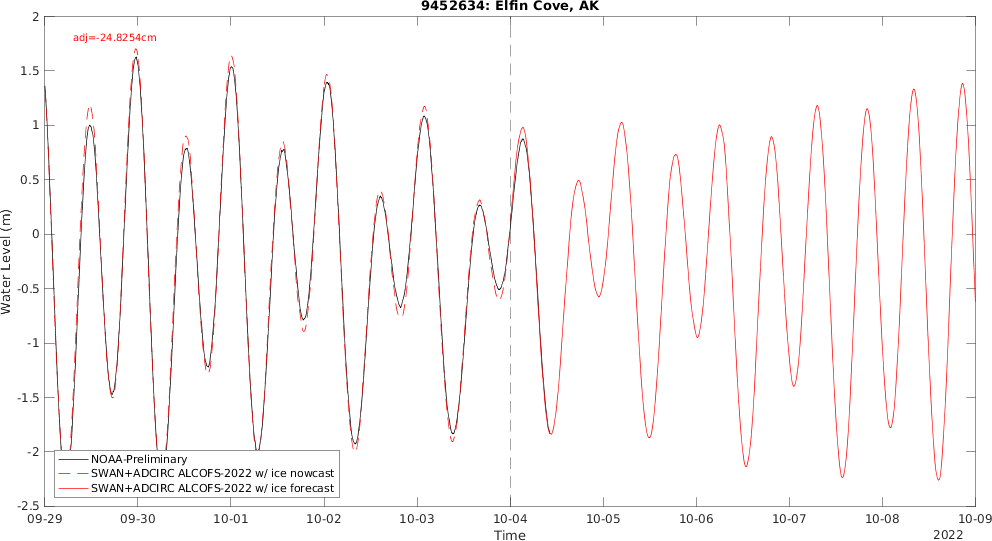 9452634: Elfin Cove, AK
adj=-24.8254cm
2
1.5
1
0.5
0
-0.5
-1
-1.5
-2
-2.5
Water Level (m)
NOAA-Preliminary
SWAN+ADCIRC ALCOFS-2022 w/ ice nowcast
SWAN+ADCIRC ALCOFS-2022 w/ ice forecast
09-29 09-30 10-01 10-02 10-03 10-04 10-05 10-06 10-07 10-08 10-09
Time
2022